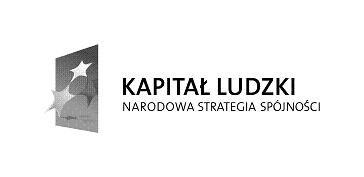 KAPITAŁ LUDZKI
NARODOWA STRATEGIA SPÓJNOŚCI